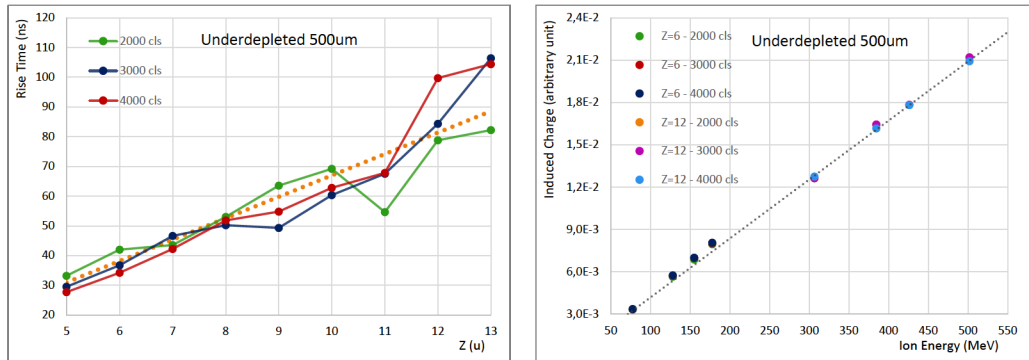 Rise Time (ns)
Underdepleted 500um
2000 cls
3000 cls
4000 cls
120
110
100
90
80
70
60
50
40
30
20
5 6 7 8 9 10 11 12 13
Z (u)
Induced Charge (arbitrary unit)
Underdepleted 500um
Z=6 - 2000 cls
Z=6 - 3000 cls
Z=6 - 4000 cls
Z=12 - 2000 cls
Z=12 - 3000 cls
Z=12 - 4000 cls
2,4E-2
2,1E-2
1,8E-2
1,5E-2
1,2E-2
9,0E-3
6,0E-3
3,0E-3
50 100 150 200 250 300 350 400 450 500 550
Ion Energy (MeV)